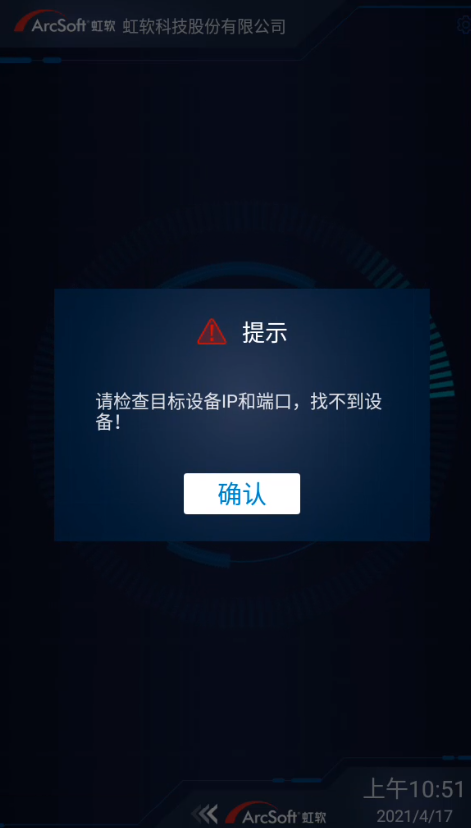 ArcSoft 虹软 虹软科技股份有限公司
提示
请检查目标设备IP和端口，找不到设
备！
确认
上午10:51
ArcSoft 虹软
2021/4/17